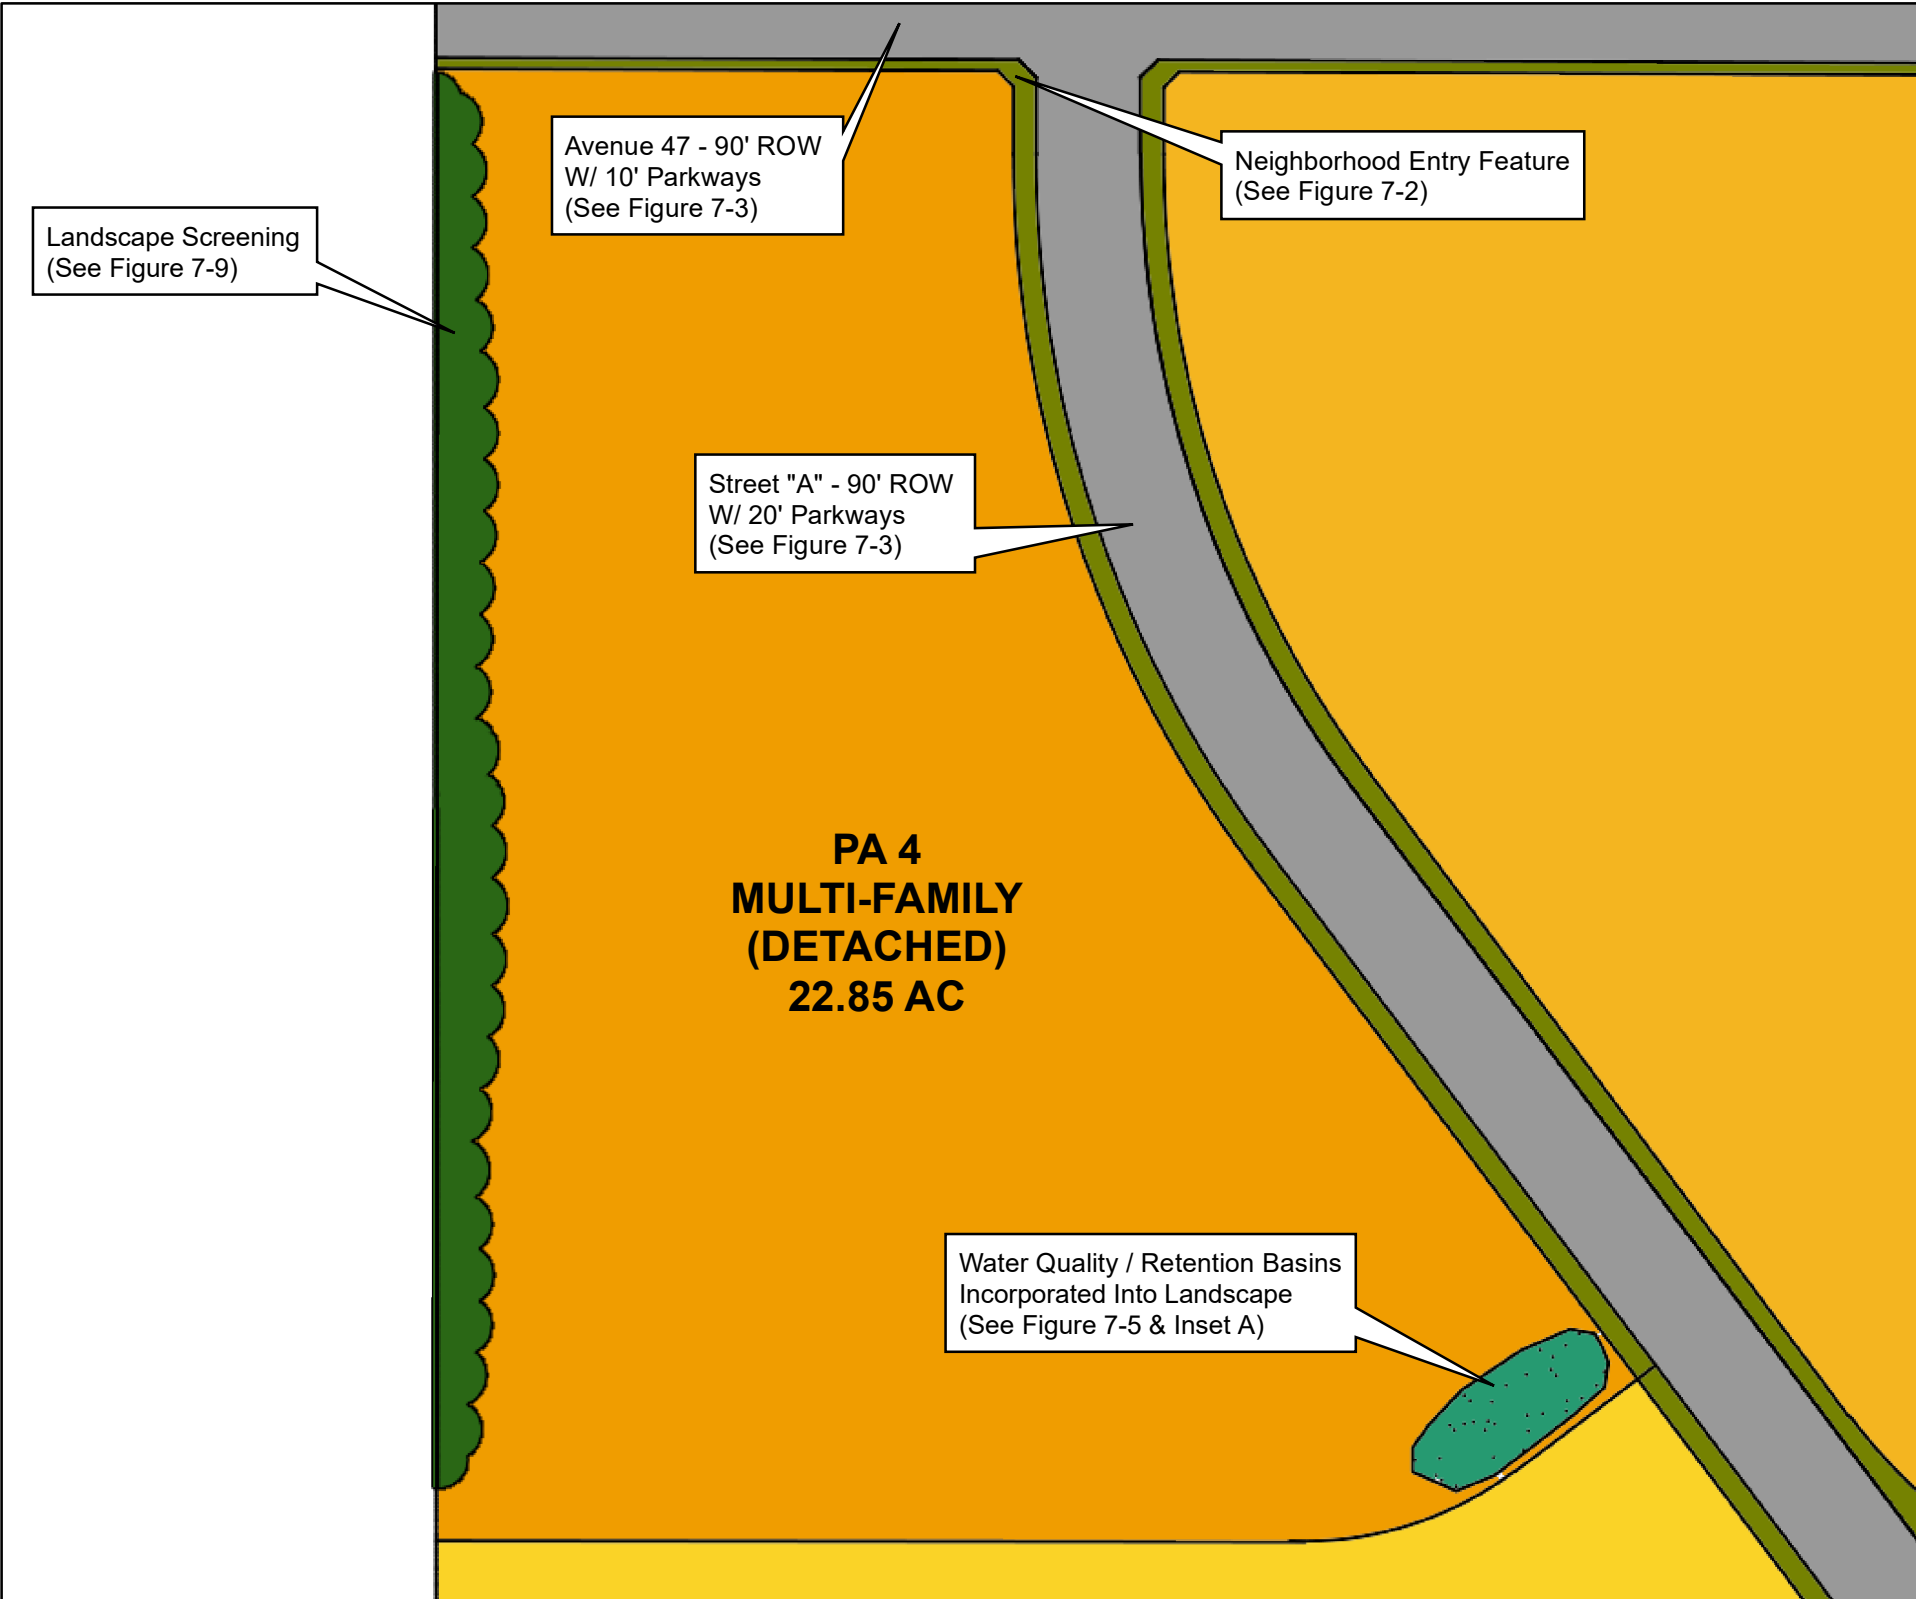 Avenue 47 - 90' ROW
W/ 10' Parkways
(See Figure 7-3)
Neighborhood Entry Feature
(See Figure 7-2)
Landscape Screening
(See Figure 7-9)
Street "A" - 90' ROW
W/ 20' Parkways
(See Figure 7-3)
PA 4
MULTI-FAMILY
(DETACHED)
22.85 AC
Water Quality / Retention Basins
Incorporated Into Landscape
(See Figure 7-5 & Inset A)